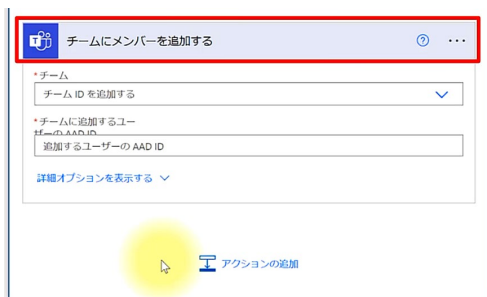 チームにメンバーを追加する
*チーム
チーム ID を追加する
*チームに追加するユー
ザーの AAD ID
追加するユーザーの AAD ID
詳細オプションを表示する
アクションの追加